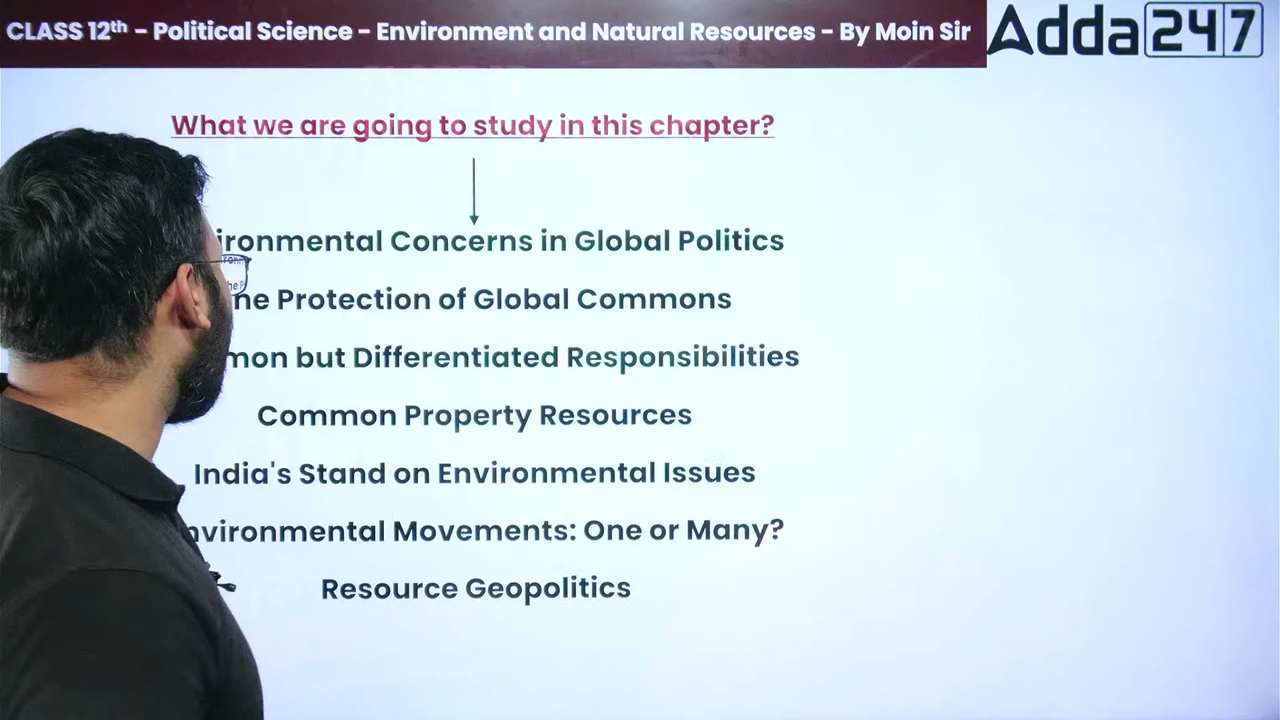 CLASS 12th - Political Science - Environment and Natural Resources - By Moin Sir
Adda247
What we are going to study in this chapter?
ironmental Concerns in Global Politics
Protection of Global Commons
mon but Differentiated Responsibilities
Common Property Resources
India's Stand on Environmental Issues
nvironmental Movements: One or Many?
Resource Geopolitics